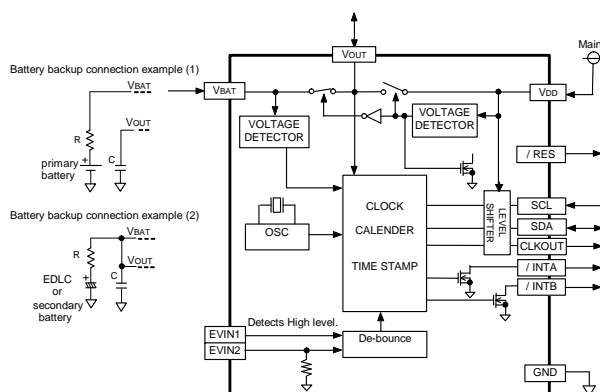 Battery backup connection example (1)
VBAT
VOUT
R
+
C
primary
battery
Battery backup connection example (2)
VBAT
R
VOUT
+
C
EDLC
or
secondary
battery
VOUT
VBAT
VDD
Main
VOLTAGE
DETECTOR
VOLTAGE
DETECTOR
/ RES
CLOCK
CALENDER
TIME STAMP
OSC
LEVEL
SHIFTER
SCL
SDA
CLKOUT
/ INTA
/ INTB
EVIN1
EVIN2
Detects High level.
De-bounce
GND